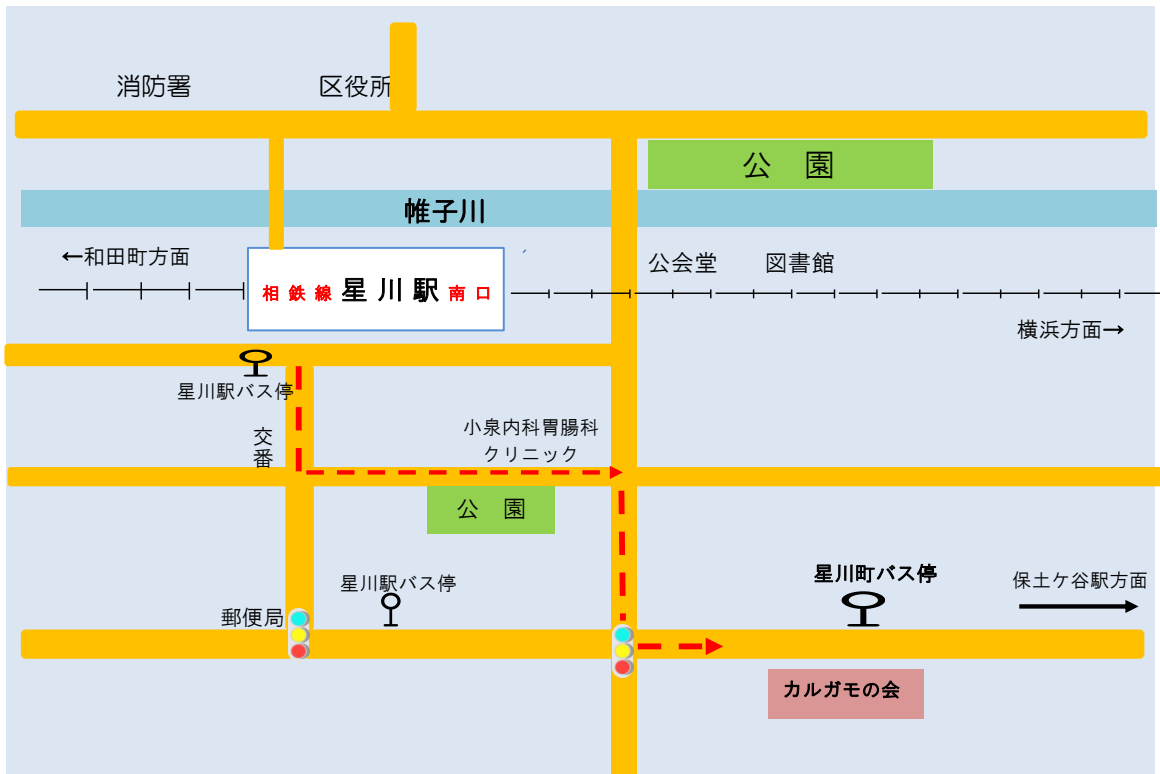 消防署
区役所
公 園
帷子川
←和田町方面
相 鉄 線 星 川 駅 南 口
公会堂
図書館
横浜方面→
星川駅バス停
交
番
小泉内科胃腸科
クリニック
公 園
星川駅バス停
星川町バス停
保土ケ谷駅方面
郵便局
カルガモの会